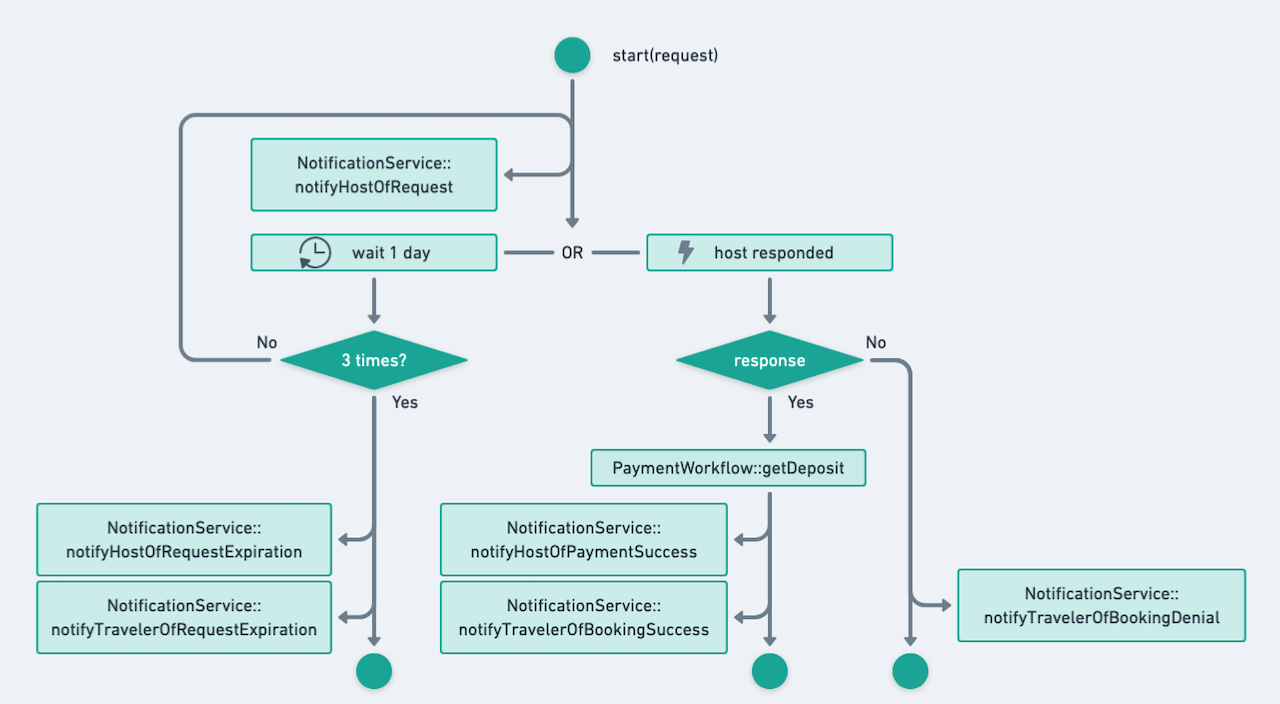 start(request)
NotificationService::
notifyHostOfRequest
wait 1 day
OR
host responded
No
3 times?
Yes
response
No
Yes
PaymentWorkflow::getDeposit
NotificationService::
notifyHostOfRequestExpiration
NotificationService::
notifyTravelerOfRequestExpiration
NotificationService::
notifyHostOfPaymentSuccess
NotificationService::
notifyTravelerOfBookingSuccess
NotificationService::
notifyTravelerOfBookingDenial